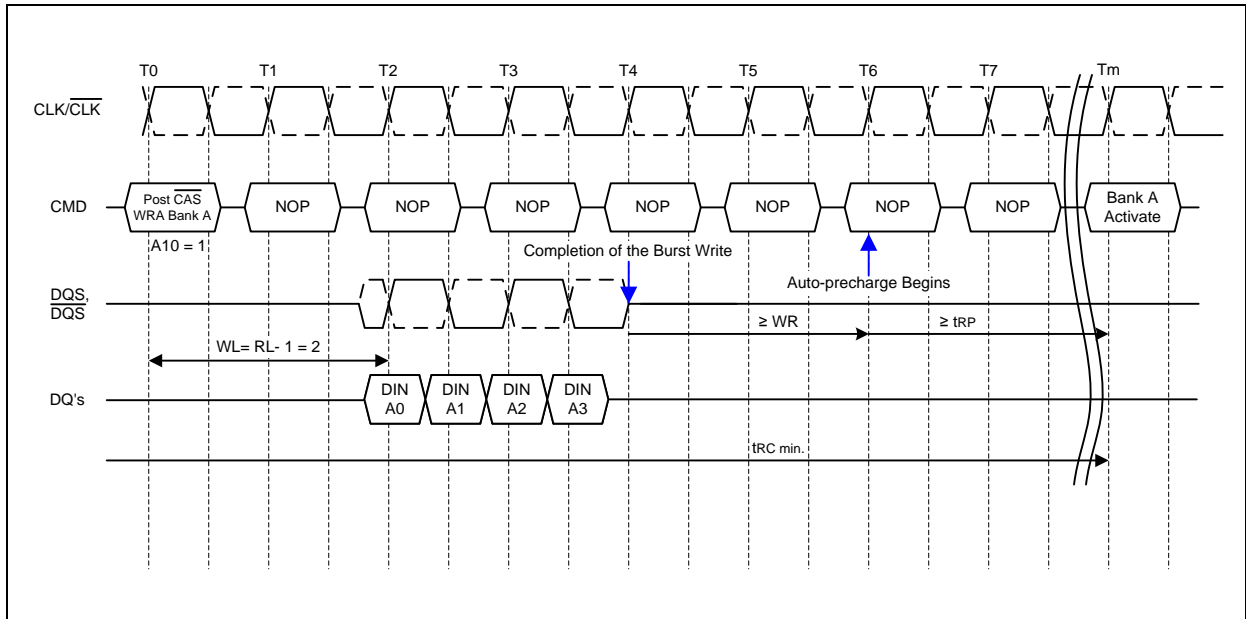 T0 T1 T2 T3 T4 T5 T6 T7 Tm
CLK/CLK
CMD
Post CAS
WRA Bank A
NOP NOP NOP NOP NOP NOP NOP
Bank A
Activate
A10 = 1
Completion of the Burst Write
Auto-precharge Begins
DQS,
DQS
≥ WR
≥ tRP
WL= RL- 1 = 2
DQ's
DIN
A0
DIN
A1
DIN
A2
DIN
A3
tRC min.